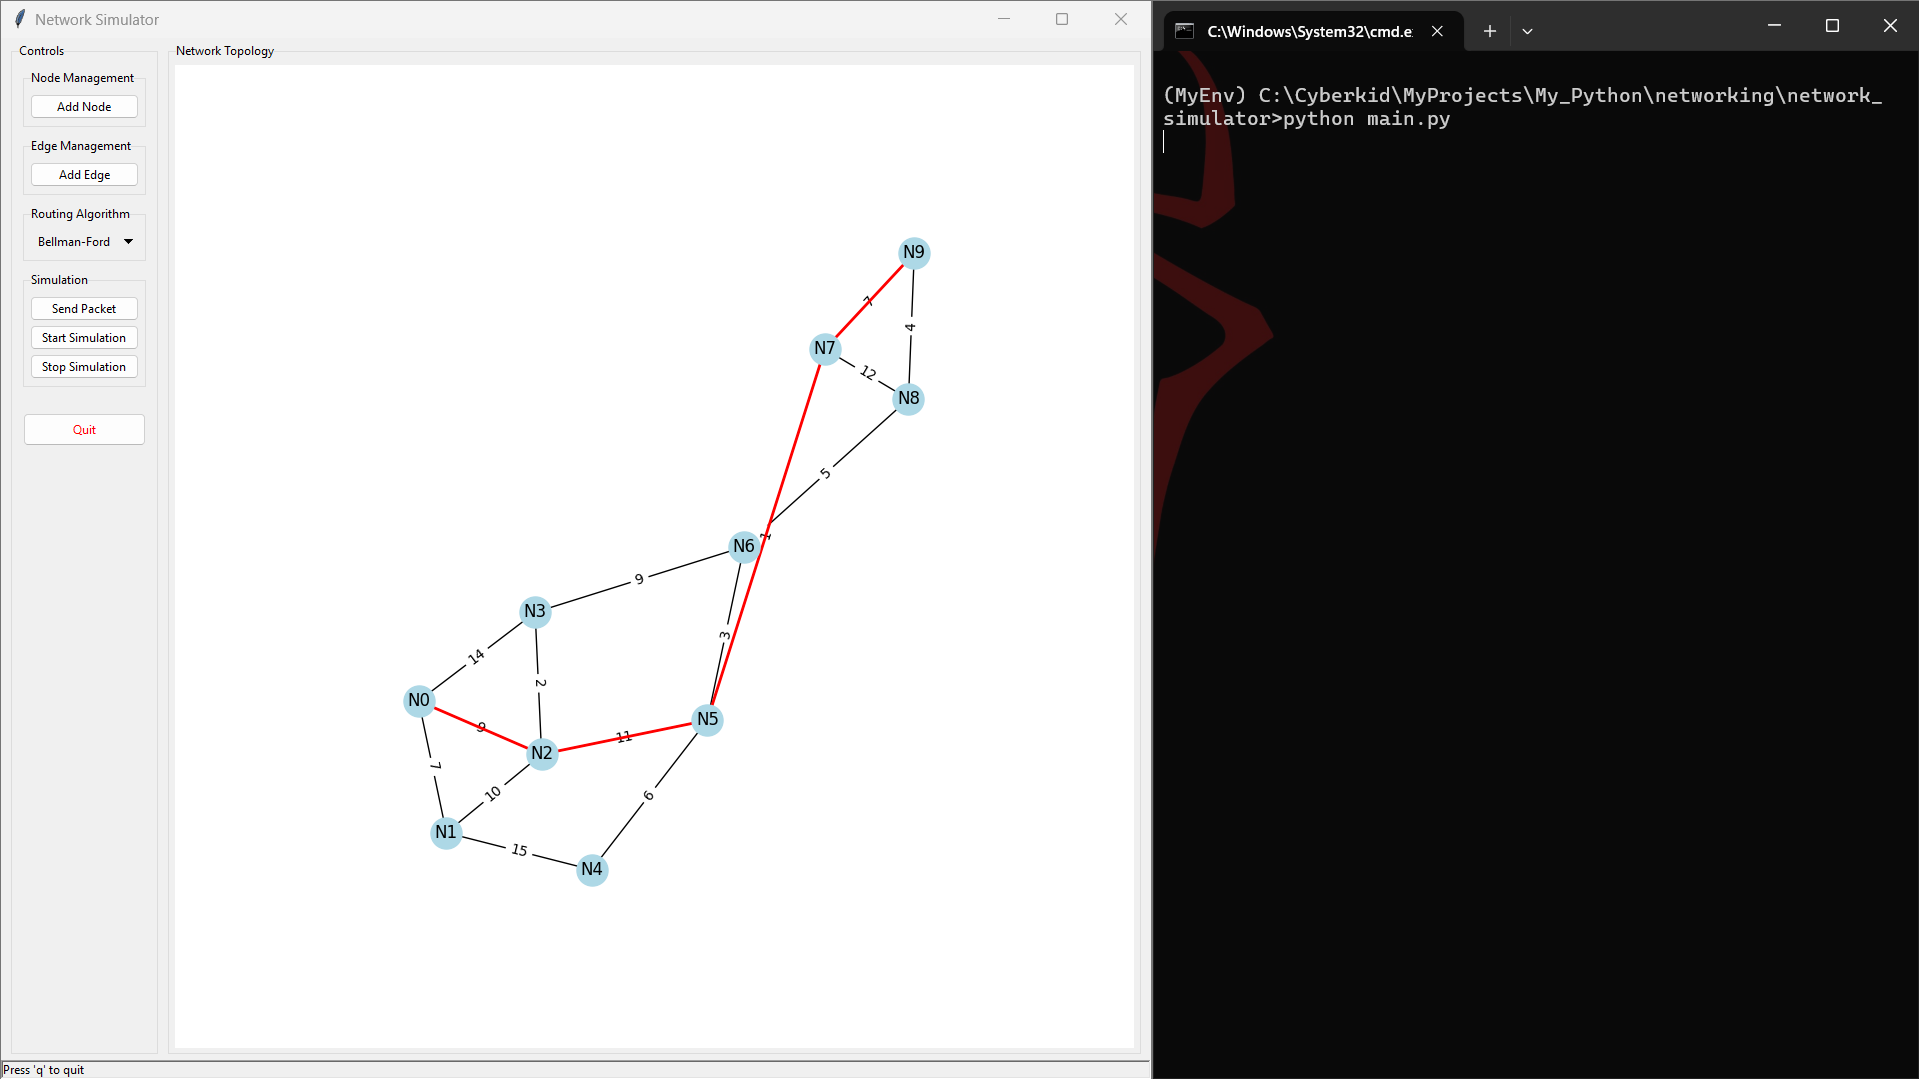 Network Simulator
Controls
Node Management
Add Node
Edge Management
Add Edge
Routing Algorithm
Bellman-Ford
Simulation
Send Packet
Start Simulation
Stop Simulation
Quit
Network Topology
N9
7
4
N7
12
N8
5
N6
1
9
N3
3
14
2
N0
9
11
N5
N2
7
10
6
N1
15
N4
Press 'q' to quit
C:\Windows\System32\cmd.e
(MyEnv) C:\Cyberkid\MyProjects\My_Python\networking\network_
simulator>python main.py